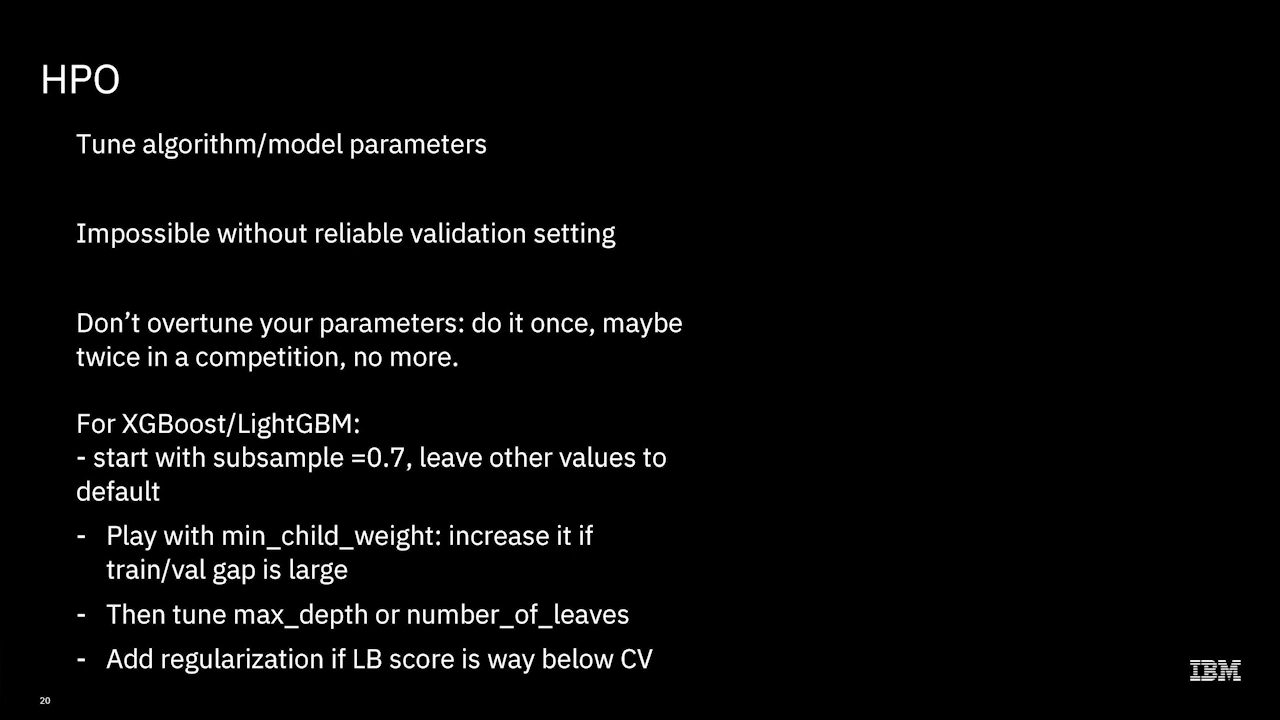 HPO
Tune algorithm/model parameters
Impossible without reliable validation setting
Don’t overtune your parameters: do it once, maybe
twice in a competition, no more.
For XGBoost/LightGBM:
- start with subsample =0.7, leave other values to
default
- Play with min_child_weight: increase it if
train/val gap is large
- Then tune max_depth or number_of_leaves
- Add regularization if LB score is way below CV
IBM
20